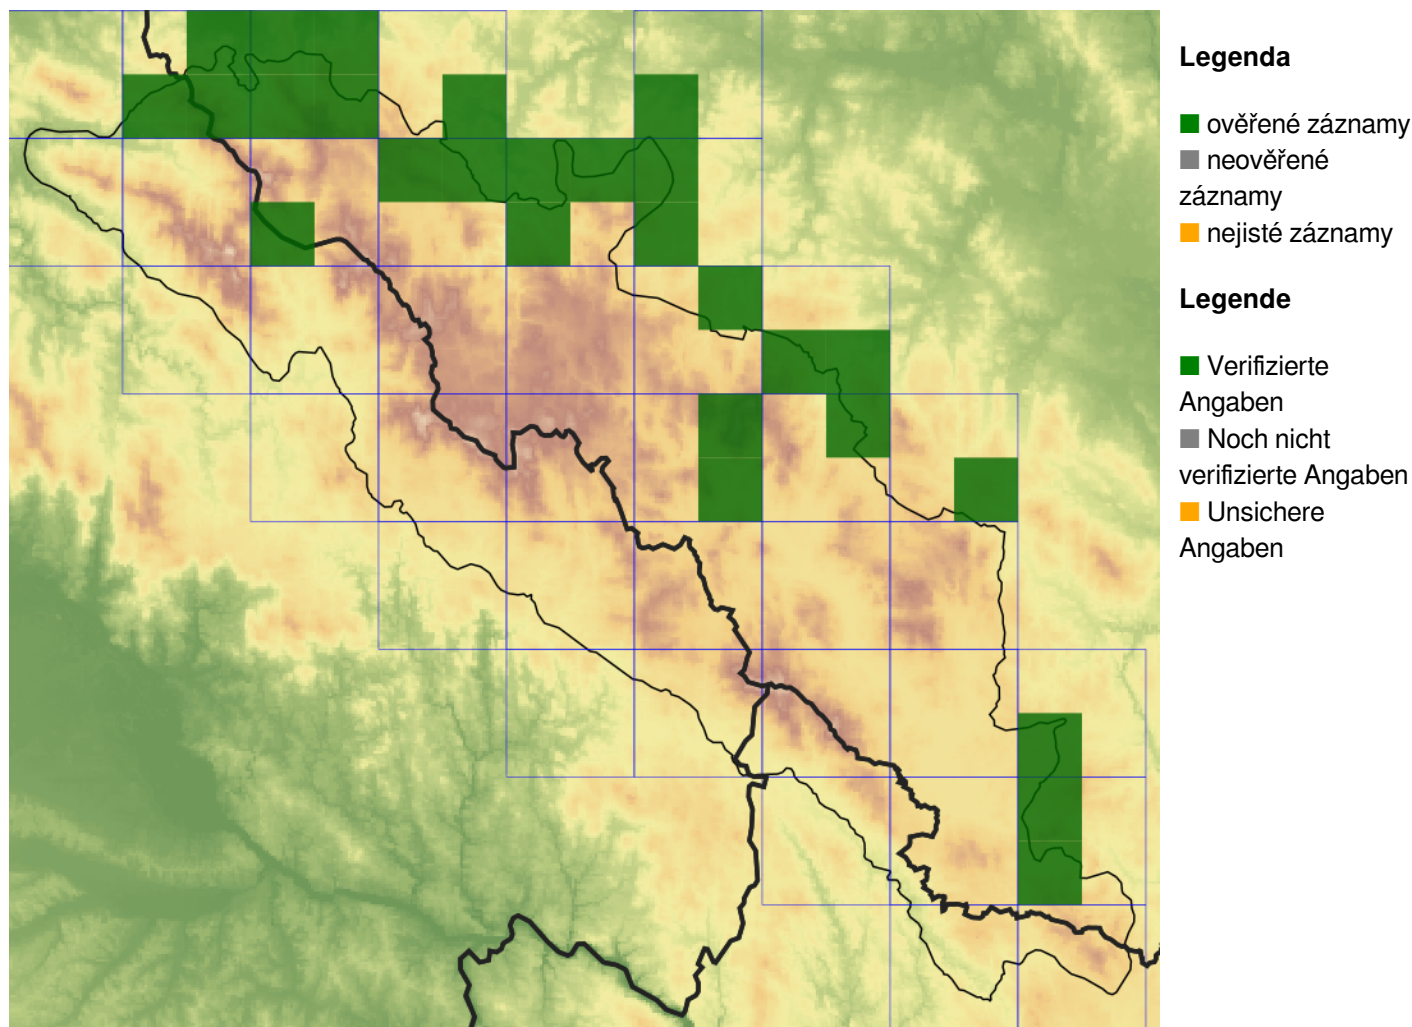 Legenda
ověřené záznamy
neověřené
záznamy
nejisté záznamy
Legende
Verifizierte
Angaben
Noch nicht
verifizierte Angaben
Unsichere
Angaben